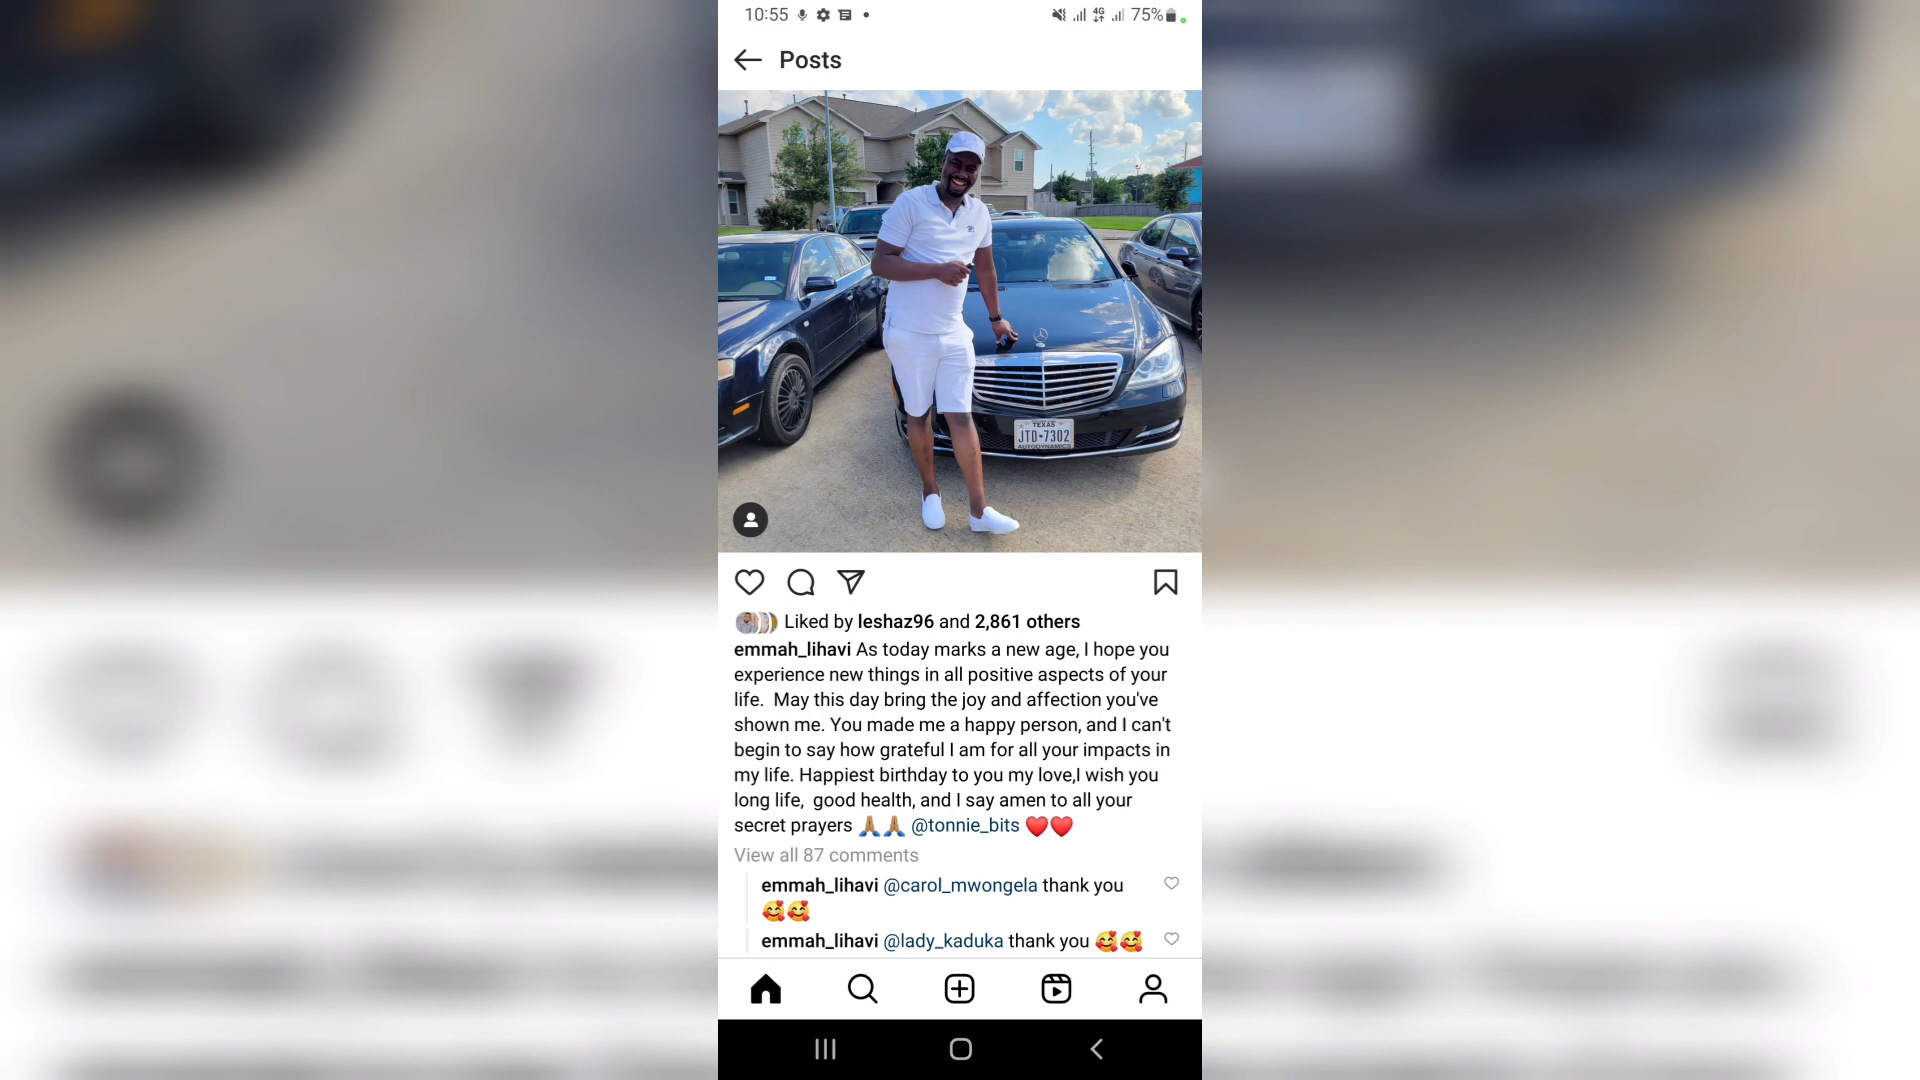 10:55
4G
75%
Posts
TEXAS
JTD•7302
AUTODYNAMICS
Liked by leshaz96 and 2,861 others
emmah_lihavi As today marks a new age, I hope you
experience new things in all positive aspects of your
life.  May this day bring the joy and affection you've
shown me. You made me a happy person, and I can't
begin to say how grateful I am for all your impacts in
my life. Happiest birthday to you my love,I wish you
long life,  good health, and I say amen to all your
secret prayers 🙏🏽🙏🏽 @tonnie_bits ❤️❤️
View all 87 comments
emmah_lihavi @carol_mwongela thank you
🥰🥰
emmah_lihavi @lady_kaduka thank you 🥰🥰